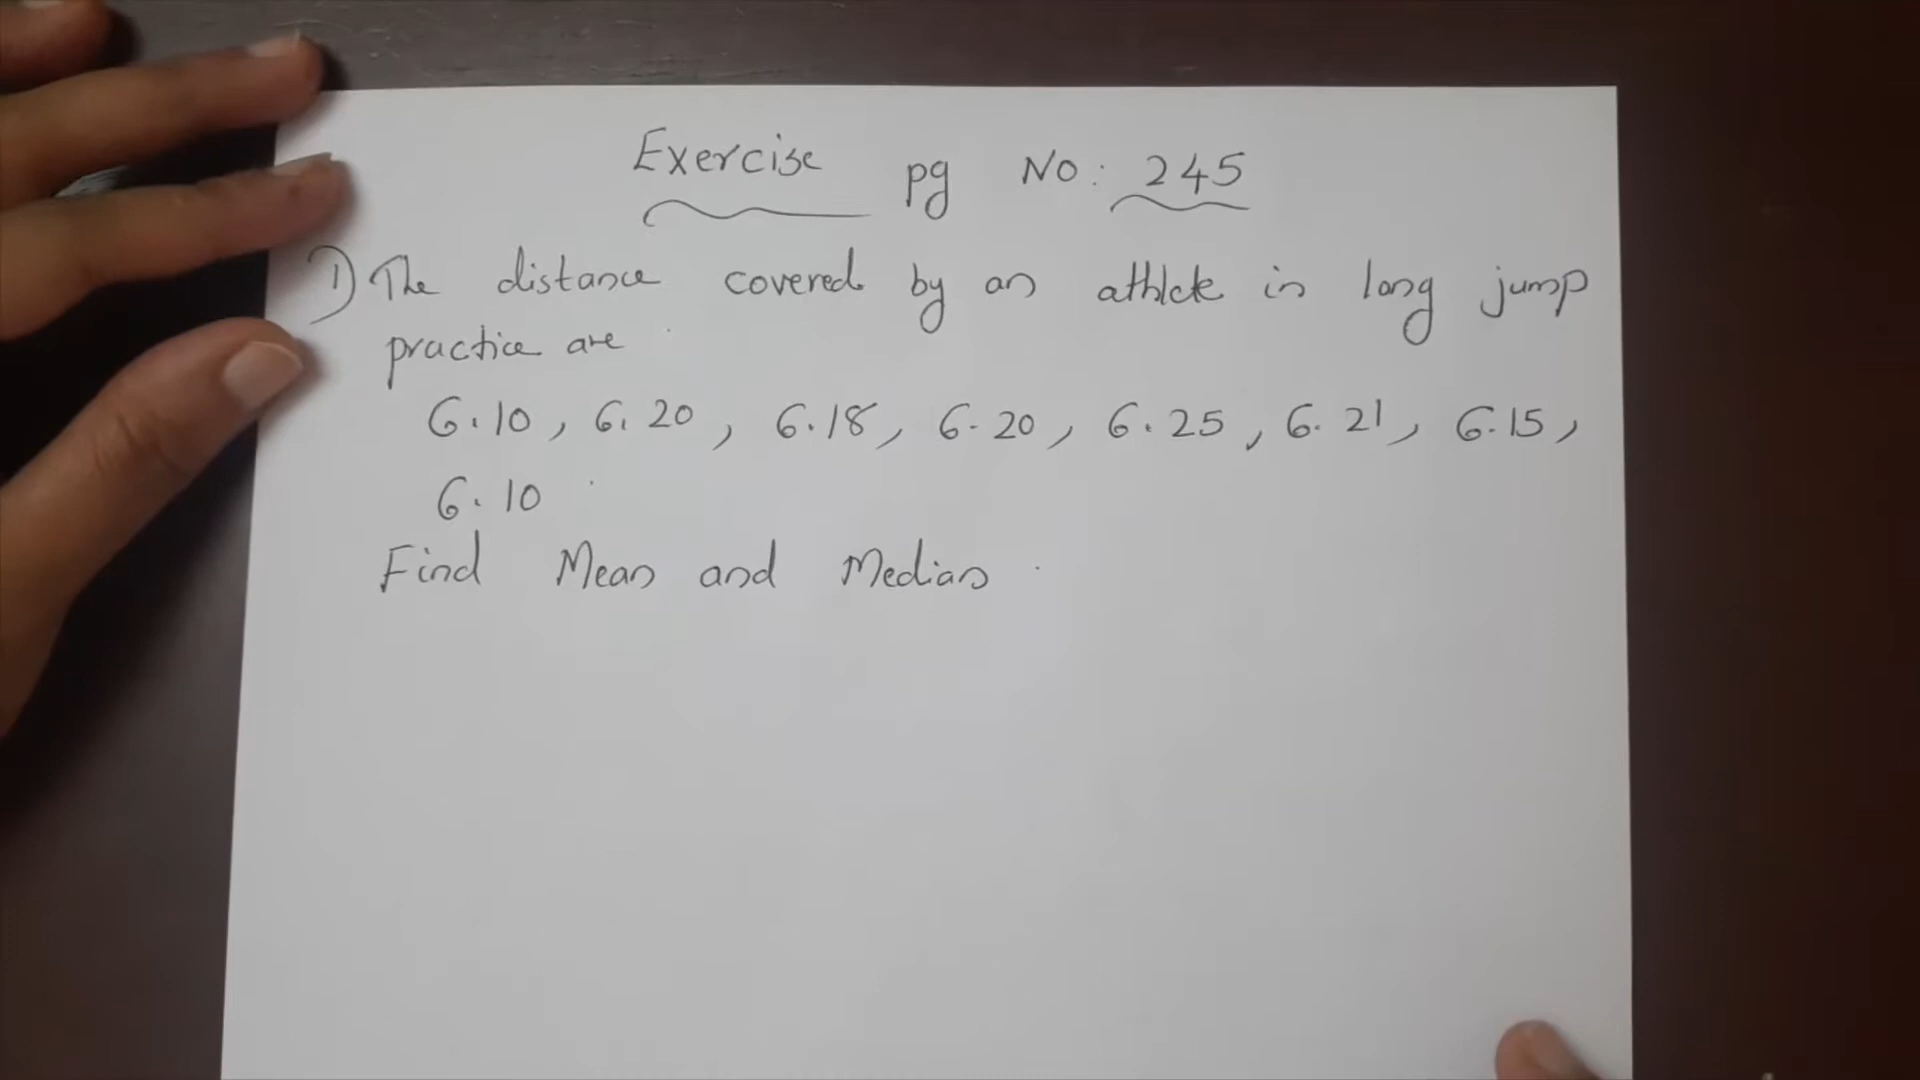 Exercise pg No: 245
1) The distance covered by an athlete in long jump
practice are
6.10, 6.20, 6.18, 6.20, 6.25, 6.21, 6.15,
6.10
Find Mean and Median.